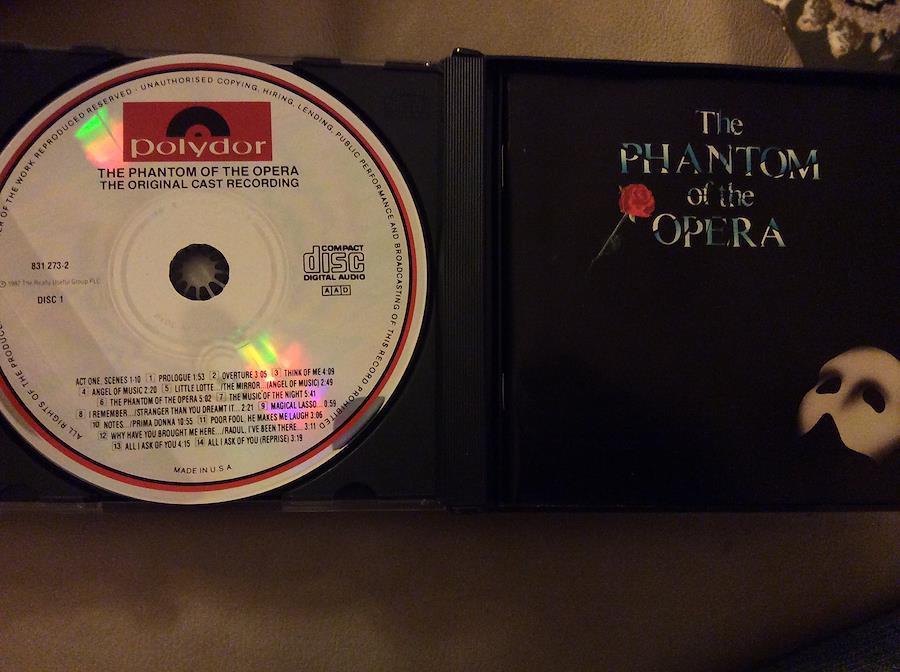 ER OF THE WORK REPRODUCED RESERVED · UNAUTHORISED COPYING, HIRING, LENDING, PUBLIC PERFORMANCE AND BROADCASTING OF THIS RECORD PROHIBITED
ALL RIGHTS OF THE PRODUCE
polydor
THE PHANTOM OF THE OPERA
THE ORIGINAL CAST RECORDING
831 273-2
℗ 1987 The Really Useful Group PLC
DISC 1
COMPACT
disc
DIGITAL AUDIO
AAD
ACT ONE, SCENES 1-10 1 PROLOGUE 1:53 2 OVERTURE 3:05 3 THINK OF ME 4:09
4 ANGEL OF MUSIC 2:20 5 LITTLE LOTTE.../THE MIRROR...(ANGEL OF MUSIC) 2:49
6 THE PHANTOM OF THE OPERA 5:02 7 THE MUSIC OF THE NIGHT 5:41
8 I REMEMBER.../STRANGER THAN YOU DREAMT IT... 2:21 9 MAGICAL LASSO... 0:59
10 NOTES.../PRIMA DONNA 10:55 11 POOR FOOL, HE MAKES ME LAUGH 3:06
12 WHY HAVE YOU BROUGHT ME HERE.../RAOUL, I'VE BEEN THERE... 3:11
13 ALL I ASK OF YOU 4:15 14 ALL I ASK OF YOU (REPRISE) 3:19
MADE IN U.S.A.
The
PHANTOM
of the
OPERA